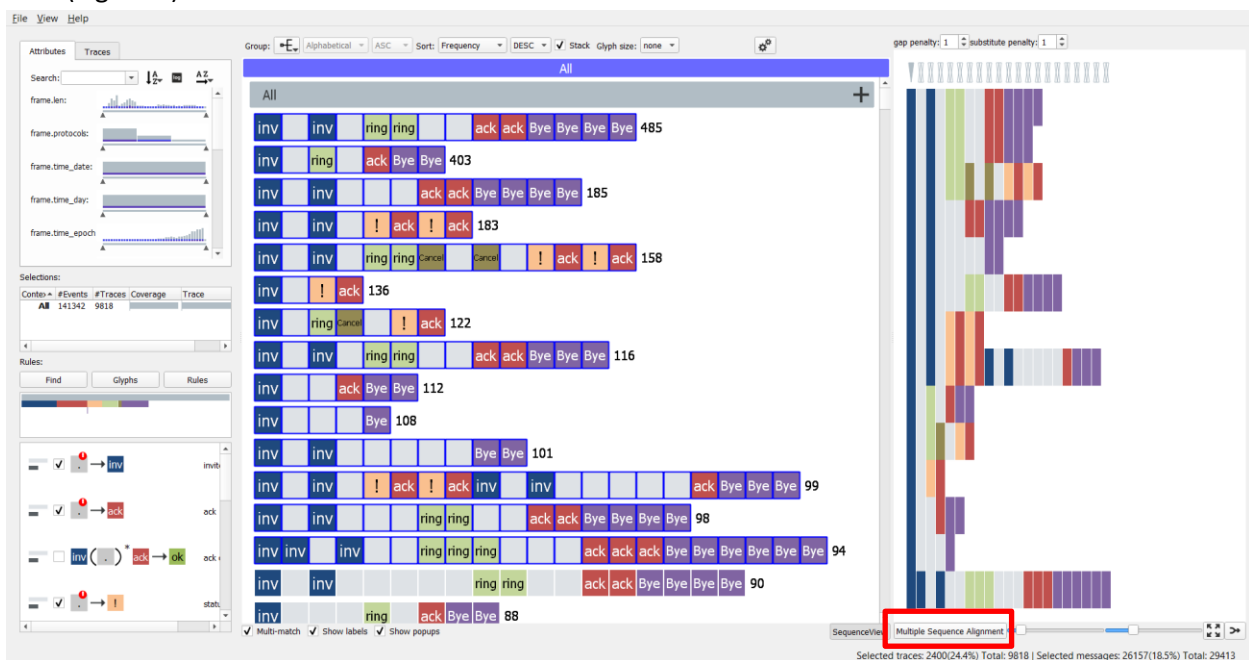 File View Help
Attributes Traces
Search:
frame.len:
frame.protocols:
frame.time_date:
frame.time_day:
frame.time_epoch
Selections:
#Events #Traces Coverage Trace
All 141342 9818
Rules:
Find Glyphs Rules
. → inv
. → ack ack
inv ( . ) * ack → ok
. → !
Group: Alphabetical ASC Sort: Frequency DESC Stack Glyph size: none
All
All +
inv inv ring ring ack ack Bye Bye Bye Bye 485
inv ring ack Bye Bye 403
inv inv ack ack Bye Bye Bye Bye 185
inv inv ! ack ! ack 183
inv inv ring ring Cancel Cancel ! ack ! ack 158
inv ! ack 136
inv ring Cancel ! ack 122
inv inv ring ring ack ack Bye Bye Bye 116
inv ack Bye Bye 112
inv Bye 108
inv inv Bye Bye 101
inv inv ! ack ! ack inv inv ack Bye Bye Bye 99
inv inv ring ring ack ack Bye Bye Bye Bye 98
inv inv inv ring ring ring ack ack ack Bye Bye Bye Bye Bye Bye 94
inv inv ring ring ack ack Bye Bye Bye Bye 90
inv ring ack Bye Bye 88
Multi-match Show labels Show popups
gap penalty: 1 substitute penalty: 1
SequenceView Multiple Sequence Alignment
Selected traces: 2400(24.4%) Total: 9818 | Selected messages: 26157(18.5%) Total: 29413